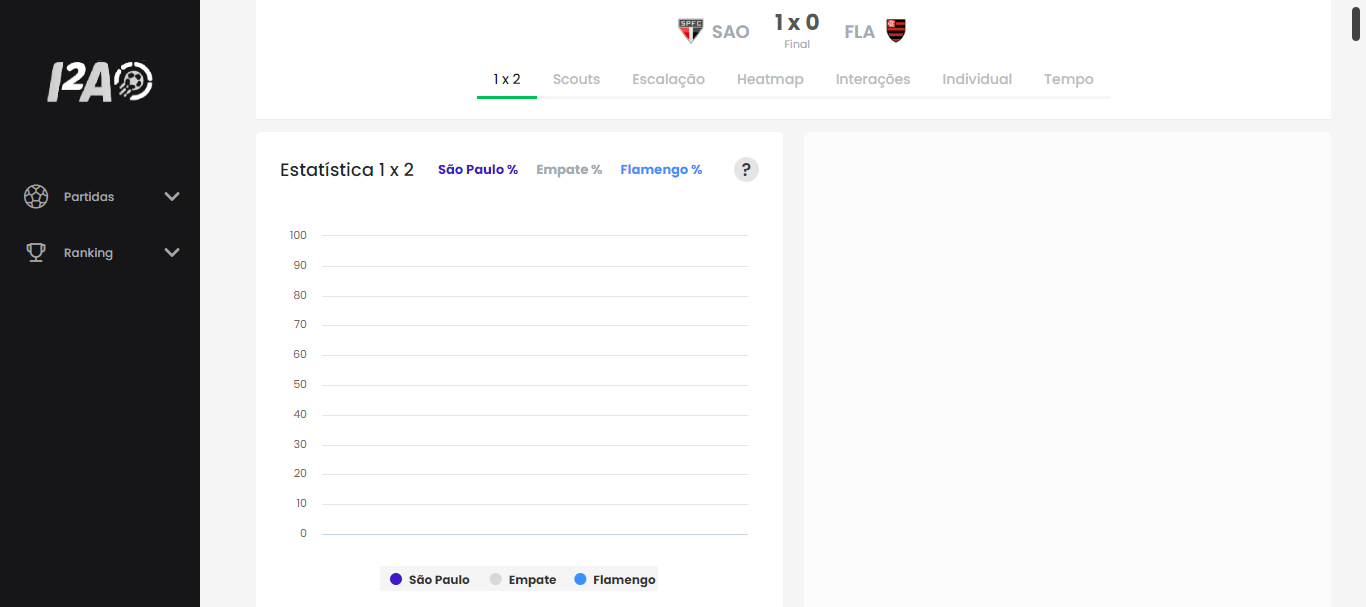 I2A
Partidas
Ranking
SPFC
SAO
1 x 0
FLA
Final
1 x 2
Scouts
Escalação
Heatmap
Interações
Individual
Tempo
Estatística 1 x 2
São Paulo %
Empate %
Flamengo %
?
100
90
80
70
60
50
40
30
20
10
0
São Paulo
Empate
Flamengo